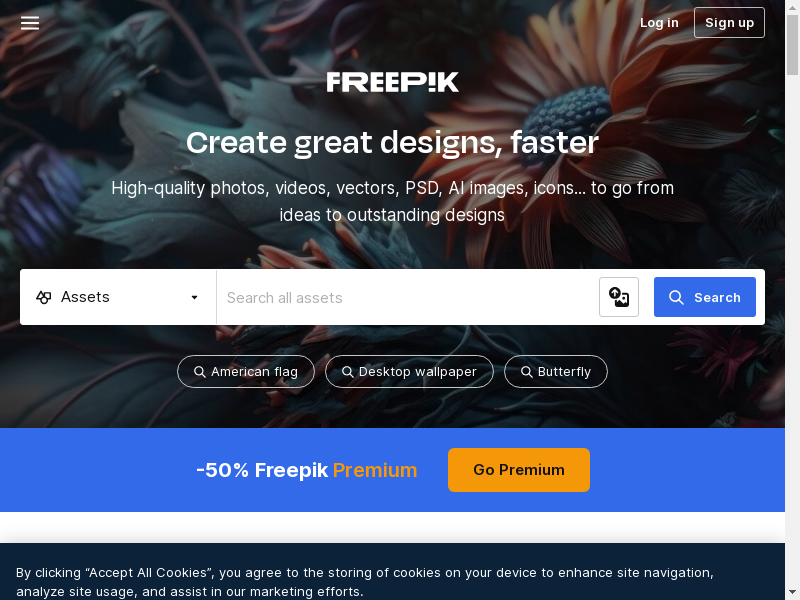 Log in
Sign up
FREEPIK
Create great designs, faster
High-quality photos, videos, vectors, PSD, AI images, icons... to go from
ideas to outstanding designs
Assets
Search all assets
Search
American flag
Desktop wallpaper
Butterfly
-50% Freepik Premium
Go Premium
By clicking “Accept All Cookies”, you agree to the storing of cookies on your device to enhance site navigation,
analyze site usage, and assist in our marketing efforts.